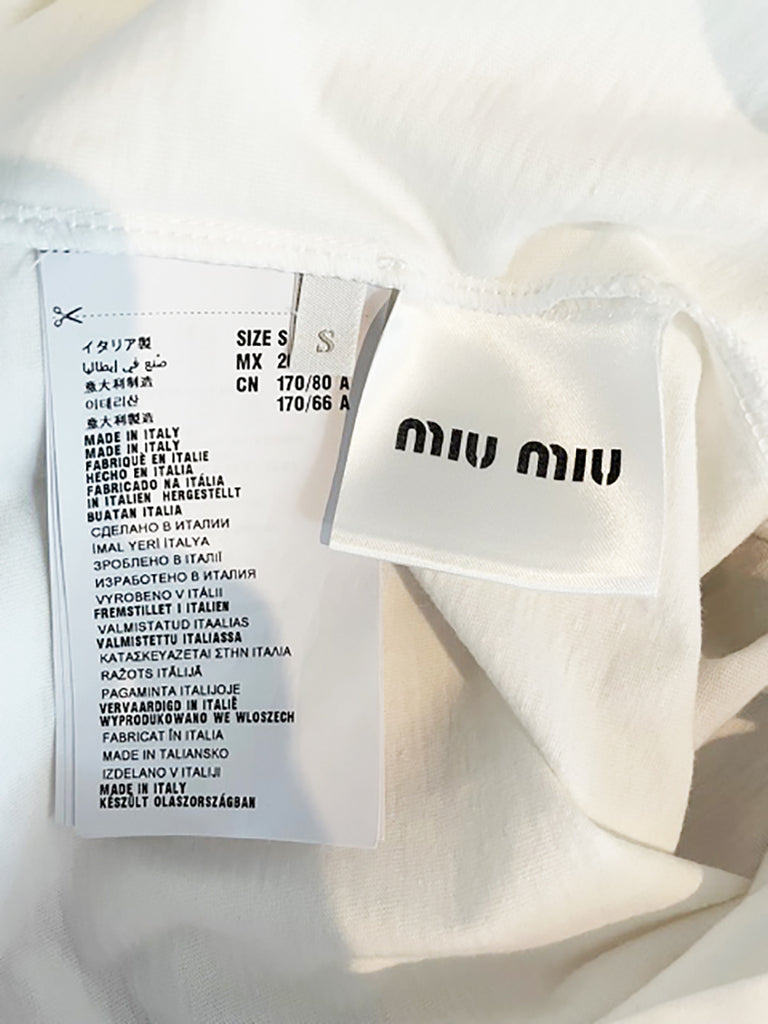 イタリア製
صنع في إيطاليا
意大利制造
이태리산
意大利製造
MADE IN ITALY
MADE IN ITALY
FABRIQUÈ EN ITALIE
HECHO EN ITALIA
FABRICADO NA ITÁLIA
IN ITALIEN HERGESTELLT
BUATAN ITALIA
СДЕЛАНО В ИТАЛИИ
İMAL YERİ İTALYA
ЗРОБЛЕНО В ІТАЛІЇ
ИЗРАБОТЕНО В ИТАЛИЯ
VYROBENO V ITÁLII
FREMSTILLET I ITALIEN
VALMISTATUD ITAALIAS
VALMISTETTU ITALIASSA
ΚΑΤΑΣΚΕΥΑΖΕΤΑΙ ΣΤΗΝ ΙΤΑΛΙΑ
RAŽOTS ITĀLIJĀ
PAGAMINTA ITALIJOJE
VERVAARDIGD IN ITALIË
WYPRODUKOWANO WE WLOSZECH
FABRICAT ÎN ITALIA
MADE IN TALIANSKO
IZDELANO V ITALIJI
MADE IN ITALY
KÉSZÜLT OLASZORSZÁGBAN
SIZE S
MX
CN 170/80 A
170/66 A
S
miu miu